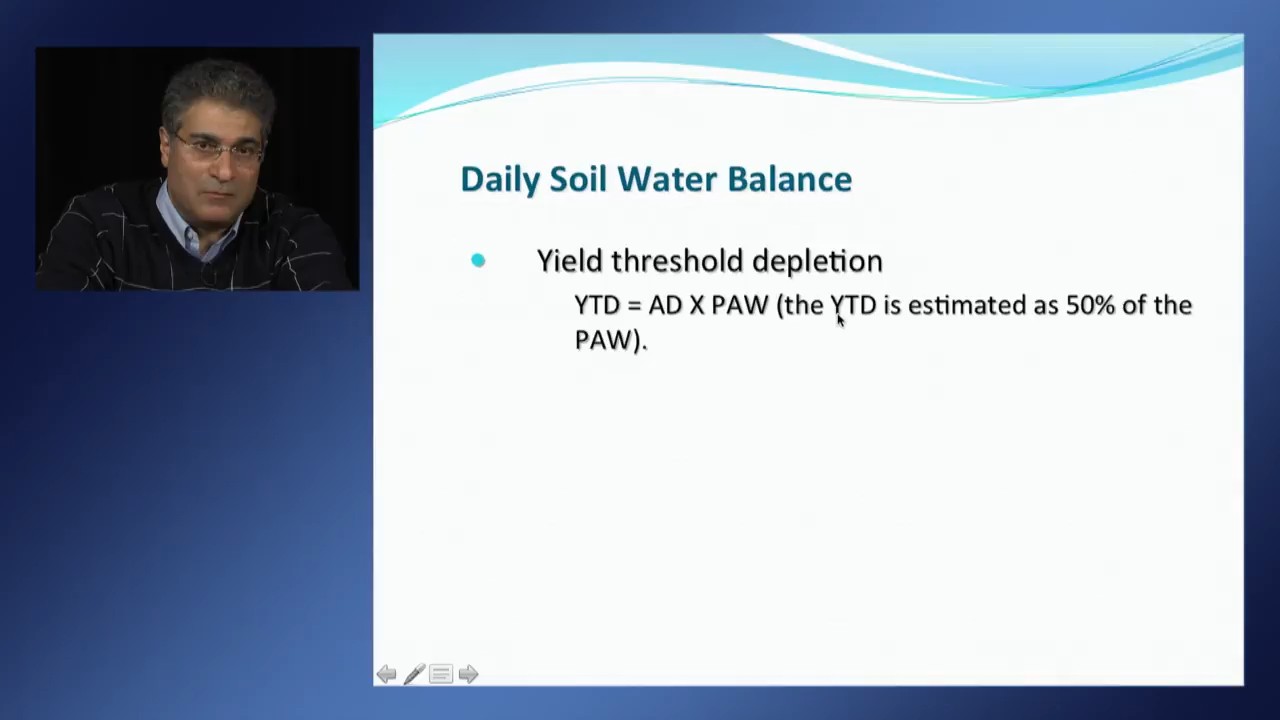 Daily Soil Water Balance
Yield threshold depletion
YTD = AD X PAW (the YTD is estimated as 50% of the
PAW).